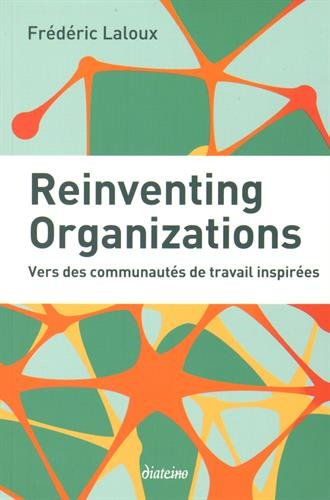 Frédéric Laloux
Reinventing
Organizations
Vers des communautés de travail inspirées
diateino